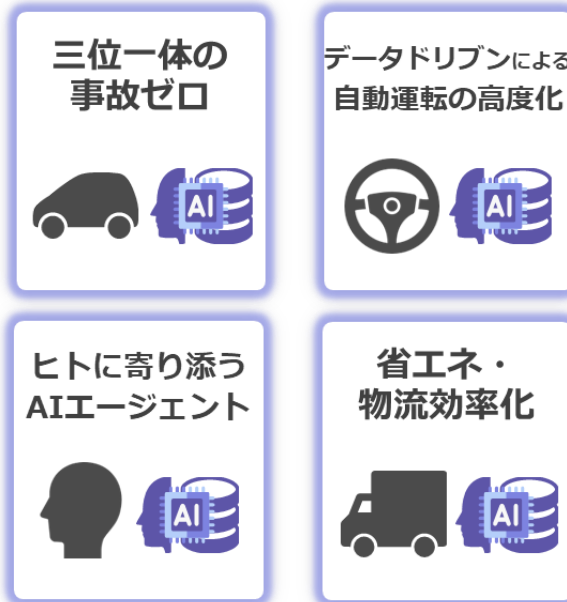 三位一体の
事故ゼロ
AI
データドリブンによる
自動運転の高度化
AI
ヒトに寄り添う
AIエージェント
AI
省エネ・
物流効率化
AI